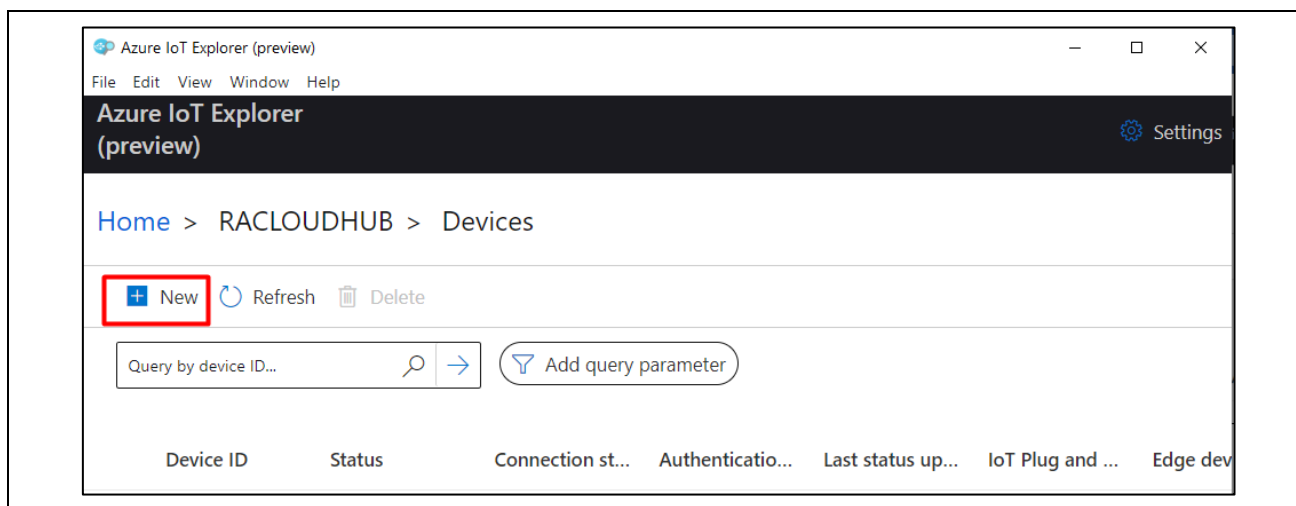 Azure IoT Explorer (preview)
File Edit View Window Help
Azure IoT Explorer
(preview)
Settings
Home > RACLOUDHUB > Devices
New Refresh Delete
Query by device ID...
Add query parameter
Device ID Status Connection st... Authenticatio... Last status up... IoT Plug and ... Edge dev